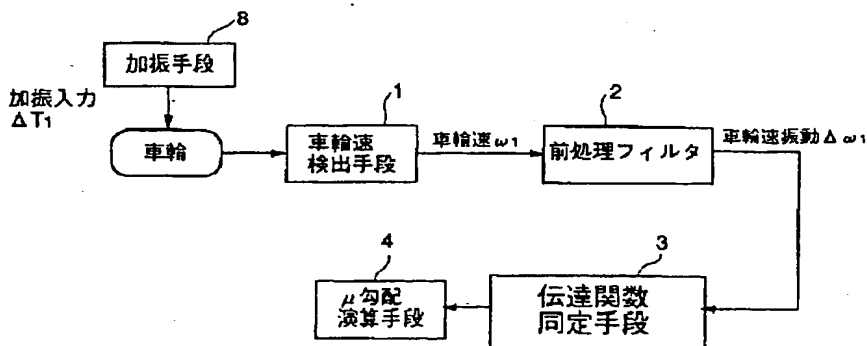 8
加振手段
加振入力
ΔT1
車輪
1
車輪速
検出手段
車輪速ω1
2
前処理フィルタ
車輪速振動Δω1
4
μ勾配
演算手段
3
伝達関数
同定手段